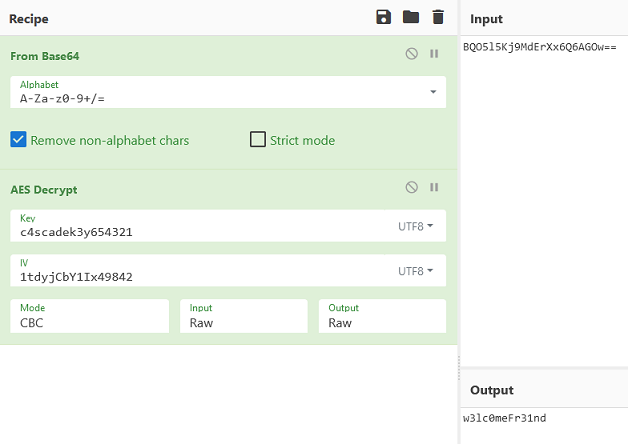 Recipe
From Base64
Alphabet
A-Za-z0-9+/=
Remove non-alphabet chars
Strict mode
AES Decrypt
Key
c4scadek3y654321
UTF8
IV
1tdyjCbY1Ix49842
UTF8
Mode
CBC
Input
Raw
Output
Raw
Input
BQO5l5Kj9MdErXx6Q6AGOw==
Output
w3lc0meFr31nd